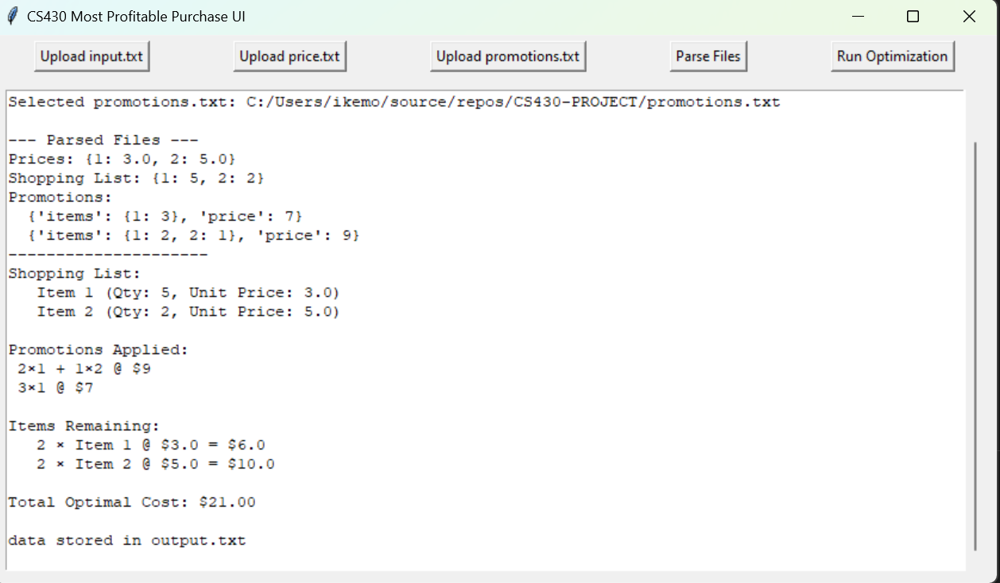 CS430 Most Profitable Purchase UI
Upload input.txt Upload price.txt Upload promotions.txt Parse Files Run Optimization
Selected promotions.txt: C:/Users/ikemo/source/repos/CS430-PROJECT/promotions.txt
--- Parsed Files ---
Prices: {1: 3.0, 2: 5.0}
Shopping List: {1: 5, 2: 2}
Promotions:
  {'items': {1: 3}, 'price': 7}
  {'items': {1: 2, 2: 1}, 'price': 9}
---------------------
Shopping List:
   Item 1 (Qty: 5, Unit Price: 3.0)
   Item 2 (Qty: 2, Unit Price: 5.0)
Promotions Applied:
 2×1 + 1×2 @ $9
 3×1 @ $7
Items Remaining:
   2 × Item 1 @ $3.0 = $6.0
   2 × Item 2 @ $5.0 = $10.0
Total Optimal Cost: $21.00
data stored in output.txt